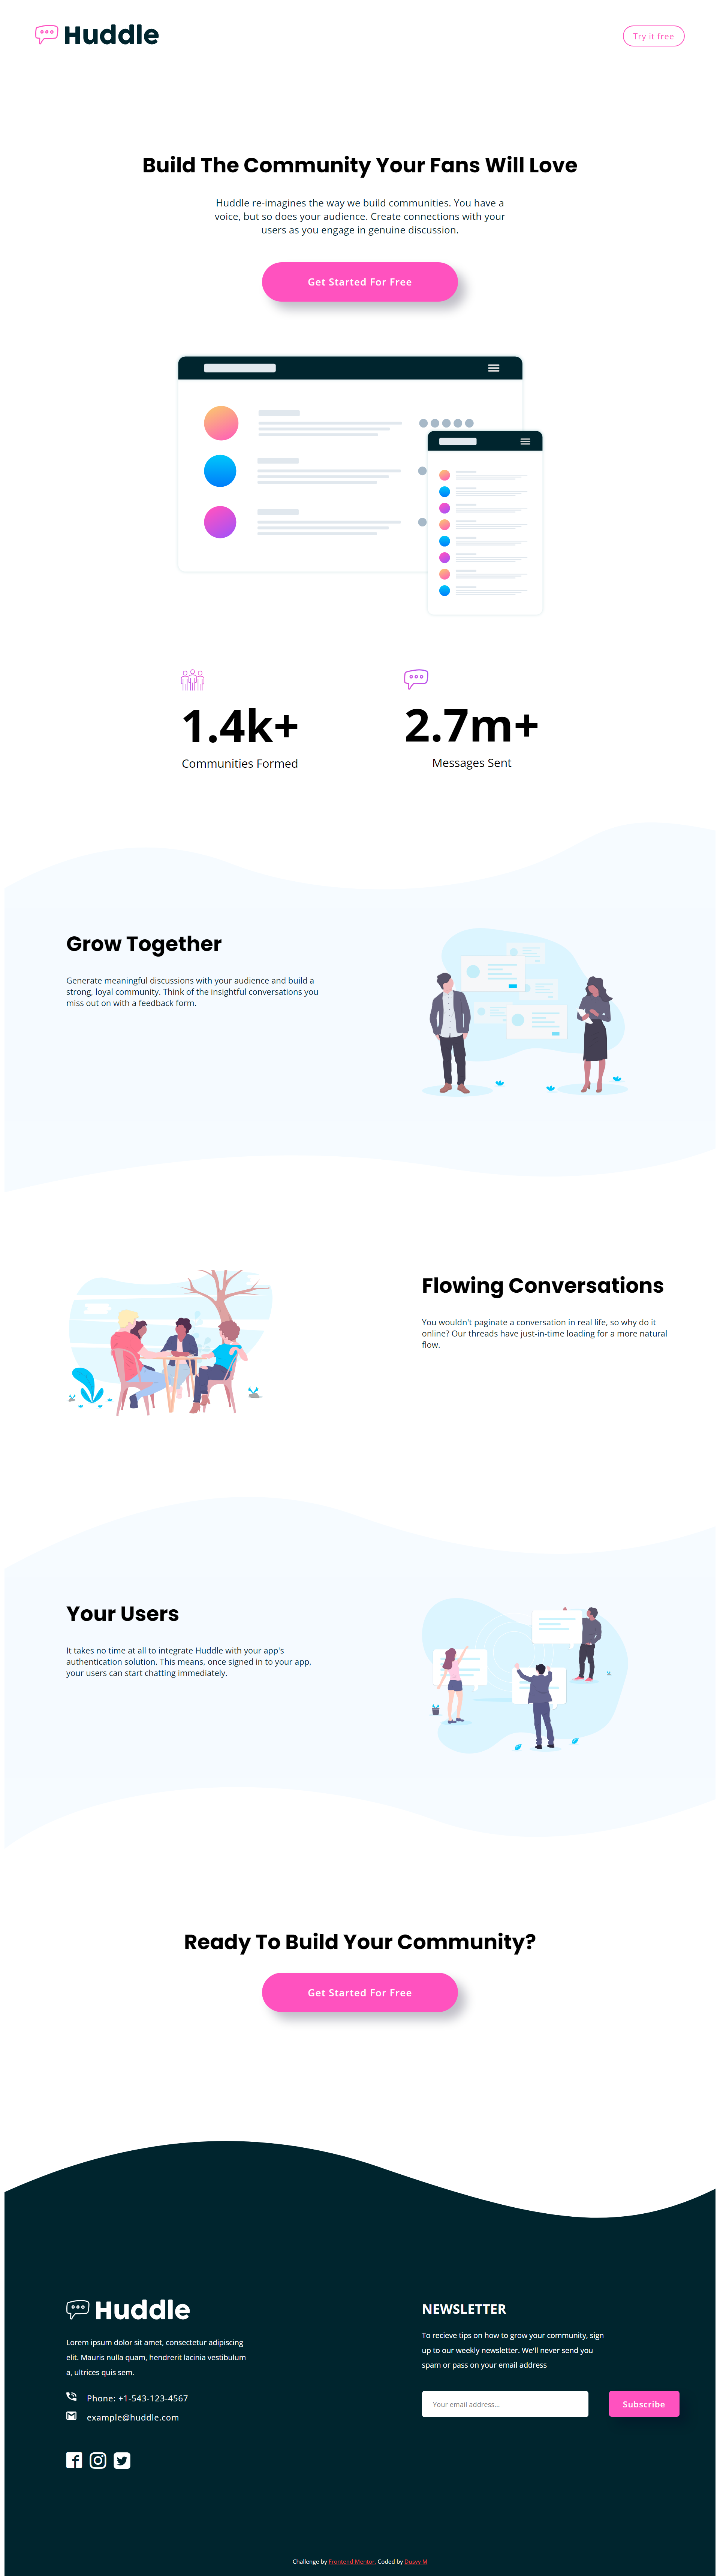 Huddle
Try it free
Build The Community Your Fans Will Love
Huddle re-imagines the way we build communities. You have a
voice, but so does your audience. Create connections with your
users as you engage in genuine discussion.
Get Started For Free
1.4k+
Communities Formed
2.7m+
Messages Sent
Grow Together
Generate meaningful discussions with your audience and build a
strong, loyal community. Think of the insightful conversations you
miss out on with a feedback form.
Flowing Conversations
You wouldn't paginate a conversation in real life, so why do it
online? Our threads have just-in-time loading for a more natural
flow.
Your Users
It takes no time at all to integrate Huddle with your app's
authentication solution. This means, once signed in to your app,
your users can start chatting immediately.
Ready To Build Your Community?
Get Started For Free
Huddle
Lorem ipsum dolor sit amet, consectetur adipiscing
elit. Mauris nulla quam, hendrerit lacinia vestibulum
a, ultrices quis sem.
Phone: +1-543-123-4567
example@huddle.com
NEWSLETTER
To recieve tips on how to grow your community, sign
up to our weekly newsletter. We'll never send you
spam or pass on your email address
Your email address...
Subscribe
Challenge by Frontend Mentor. Coded by Dusvy M